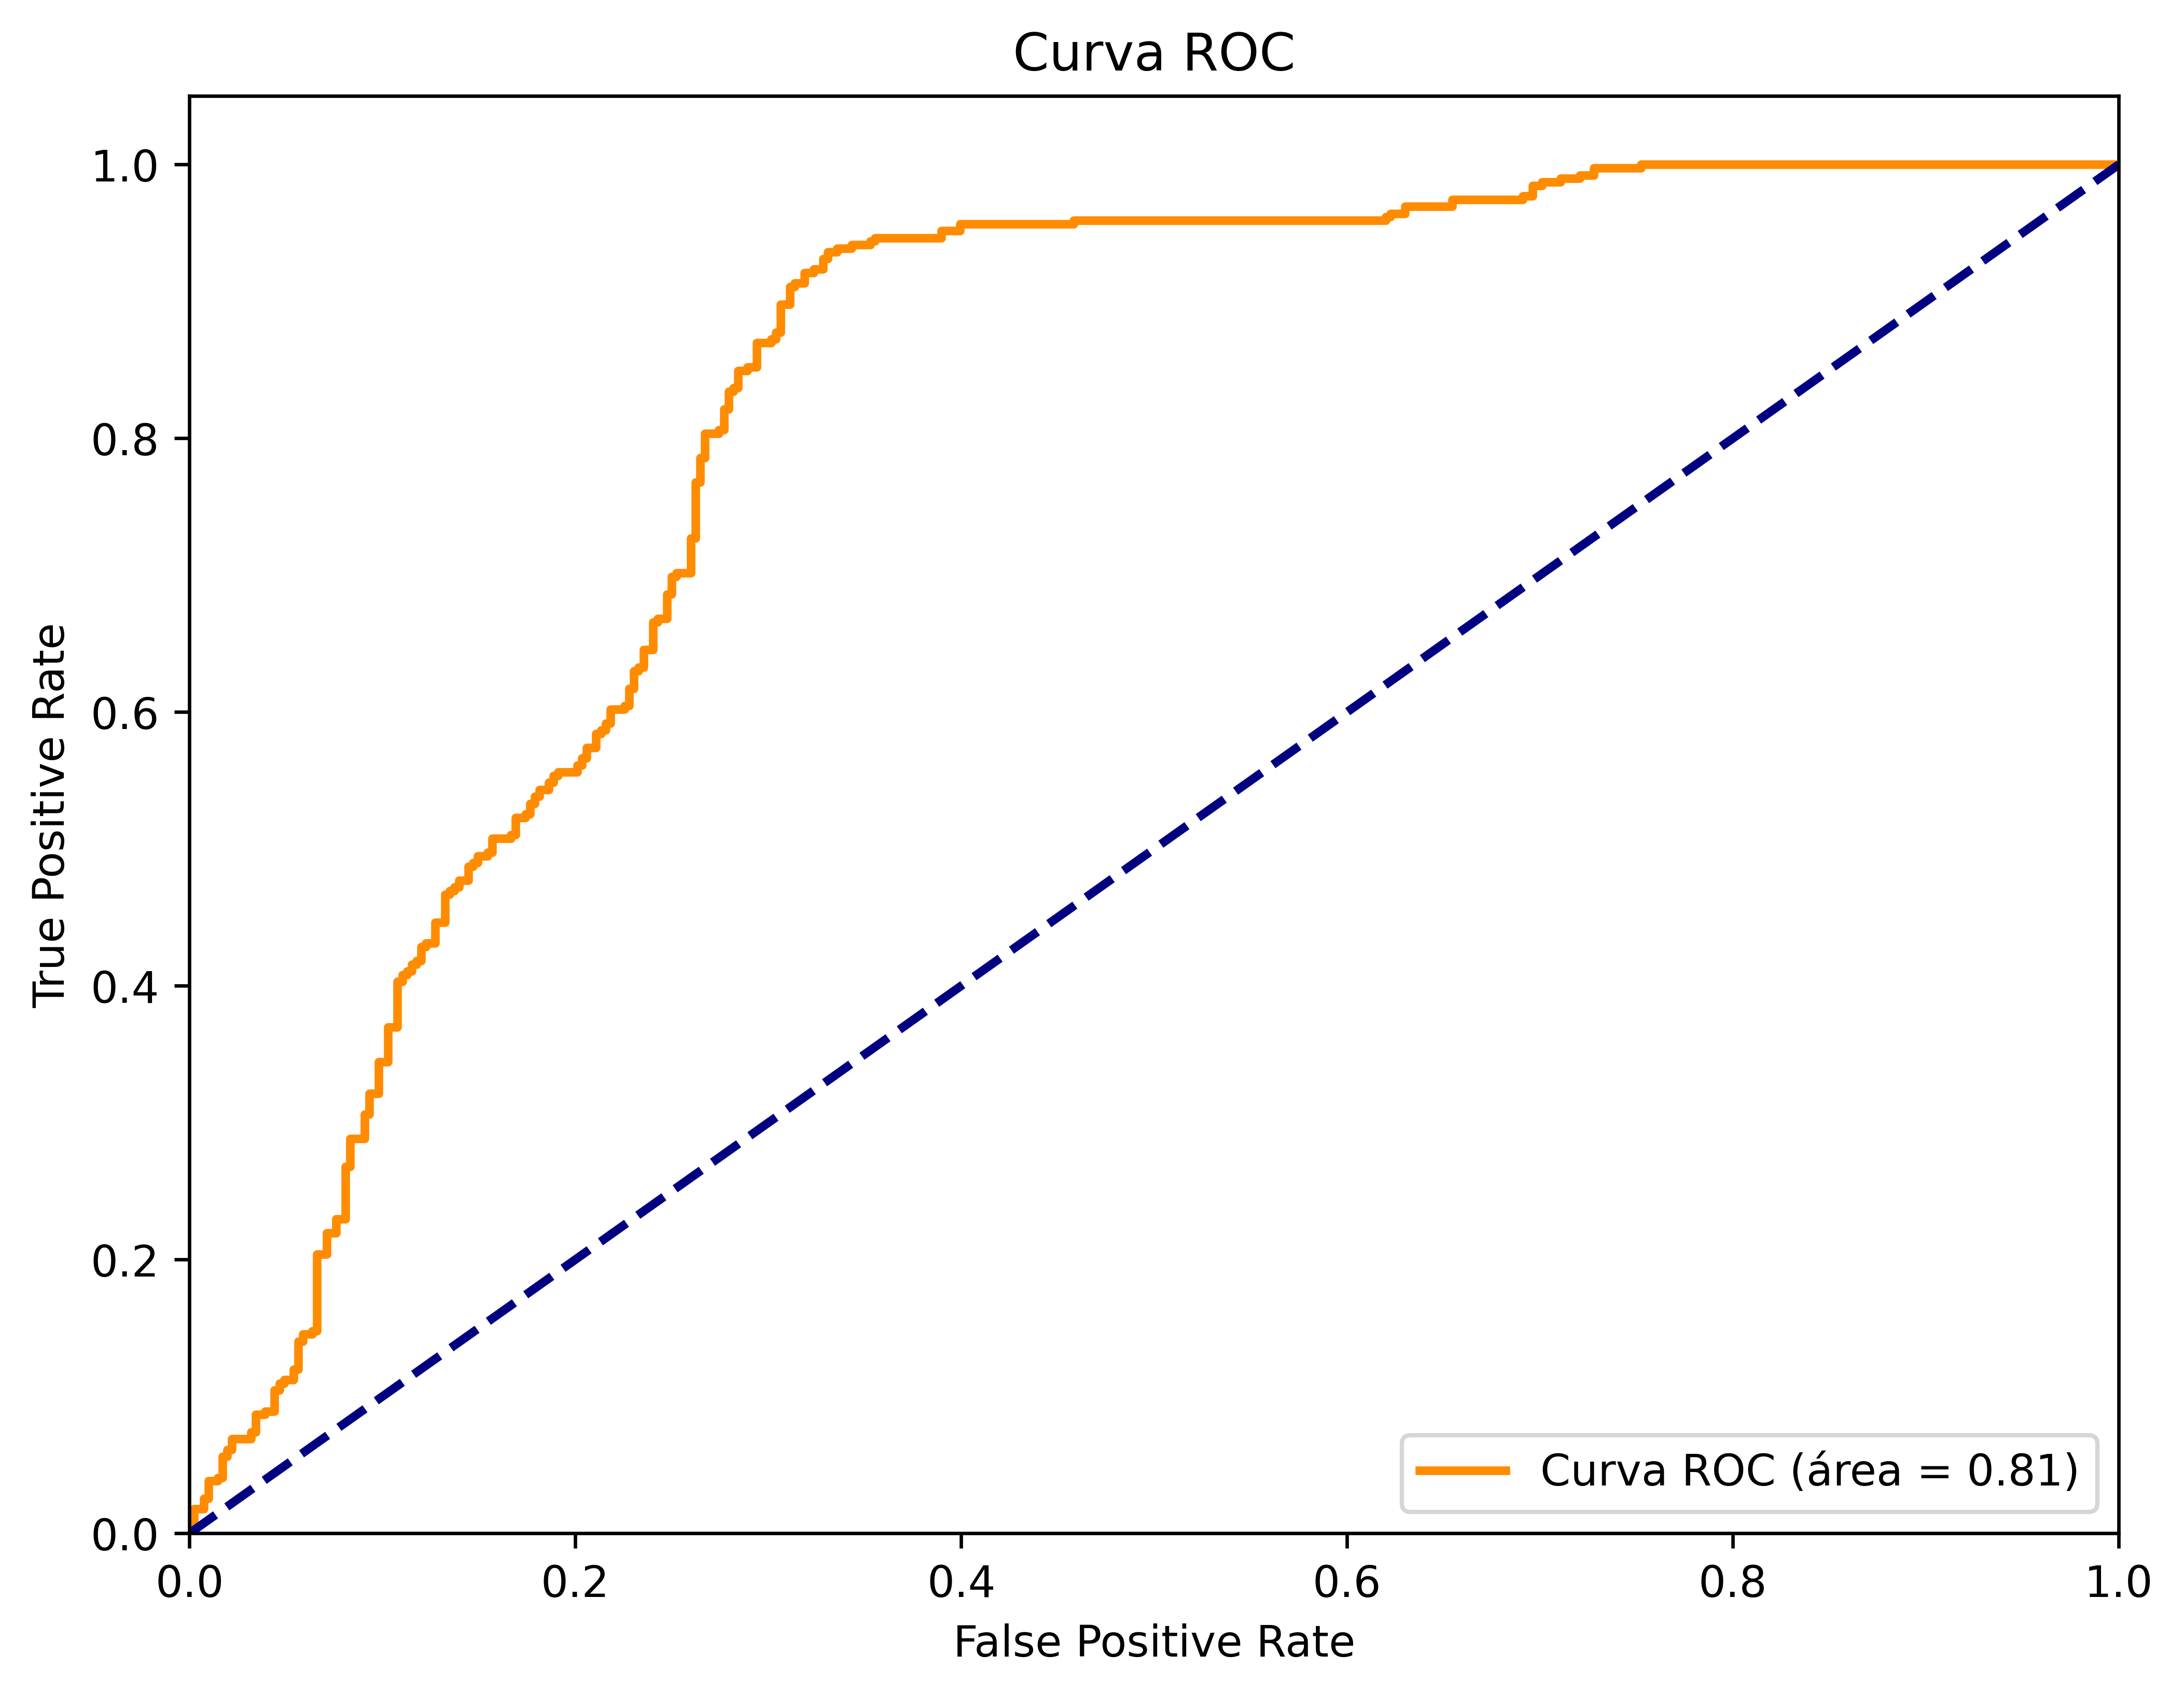 Curva ROC
True Positive Rate
1.0
0.8
0.6
0.4
0.2
0.0
0.0 0.2 0.4 0.6 0.8 1.0
False Positive Rate
Curva ROC (área = 0.81)